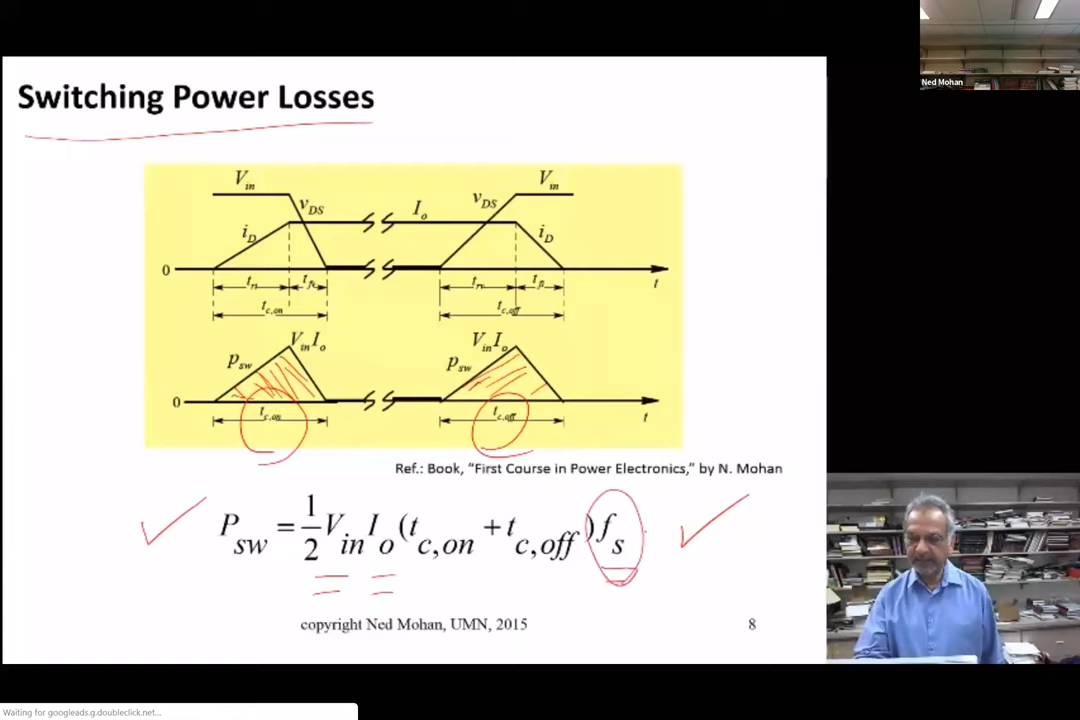 Ned Mohan
Switching Power Losses
V_in V_in
v_DS v_DS
I_o
i_D i_D
0
t_ri t_fv t_rv t_fi t
t_c,on t_c,off
V_in I_o V_in I_o
p_sw p_sw
0
t_c,on t_c,off t
Ref.: Book, “First Course in Power Electronics,” by N. Mohan
P_sw = 1/2 V_in I_o (t_c,on + t_c,off) f_s
copyright Ned Mohan, UMN, 2015 8
Waiting for googleads.g.doubleclick.net...